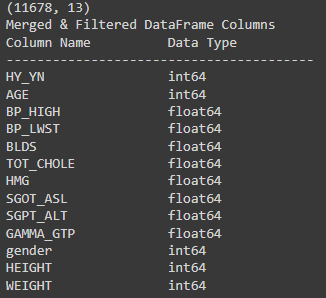 (11678, 13)
Merged & Filtered DataFrame Columns
Column Name Data Type
----------------------------------------
HY_YN int64
AGE int64
BP_HIGH float64
BP_LWST float64
BLDS float64
TOT_CHOLE float64
HMG float64
SGOT_ASL float64
SGPT_ALT float64
GAMMA_GTP float64
gender int64
HEIGHT int64
WEIGHT int64